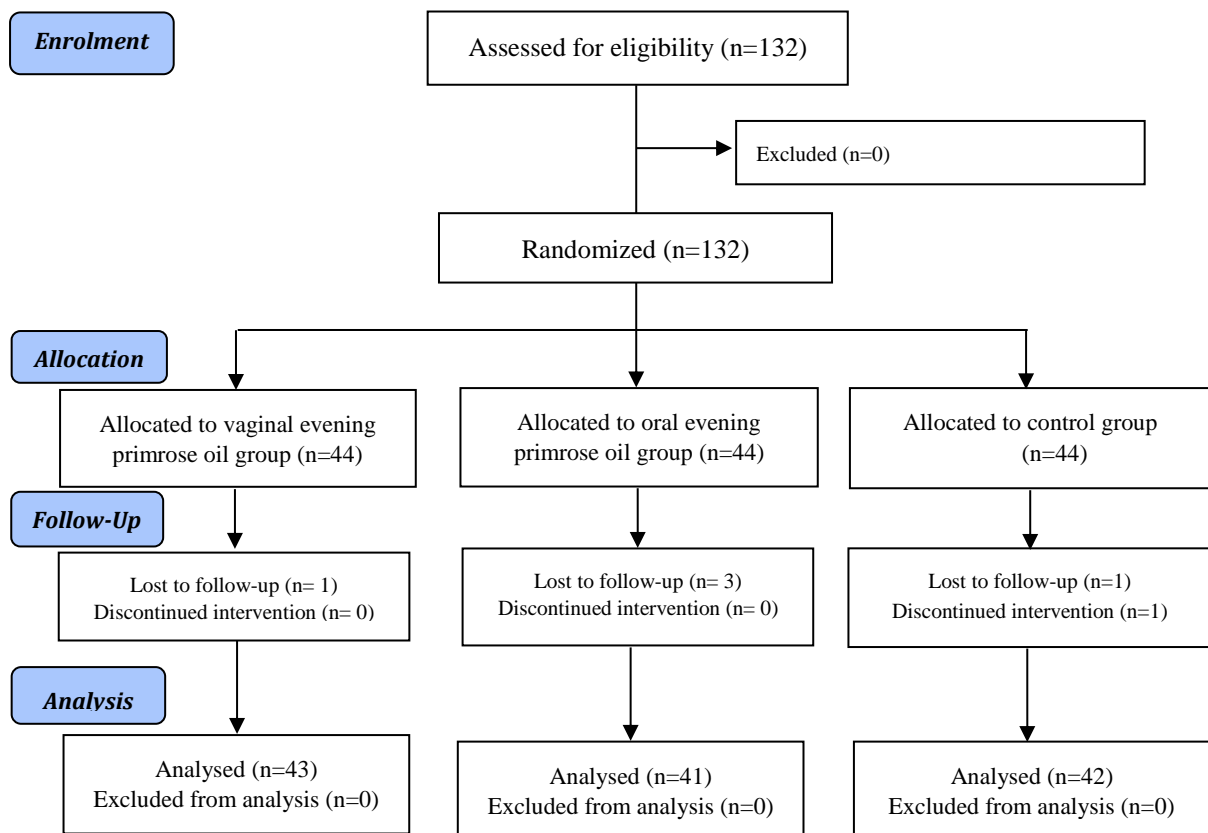 Enrolment
Assessed for eligibility (n=132)
Excluded (n=0)
Randomized (n=132)
Allocation
Allocated to vaginal evening
primrose oil group (n=44)
Allocated to oral evening
primrose oil group (n=44)
Allocated to control group
(n=44)
Follow-Up
Lost to follow-up (n= 1)
Discontinued intervention (n= 0)
Lost to follow-up (n= 3)
Discontinued intervention (n= 0)
Lost to follow-up (n=1)
Discontinued intervention (n=1)
Analysis
Analysed (n=43)
Excluded from analysis (n=0)
Analysed (n=41)
Excluded from analysis (n=0)
Analysed (n=42)
Excluded from analysis (n=0)